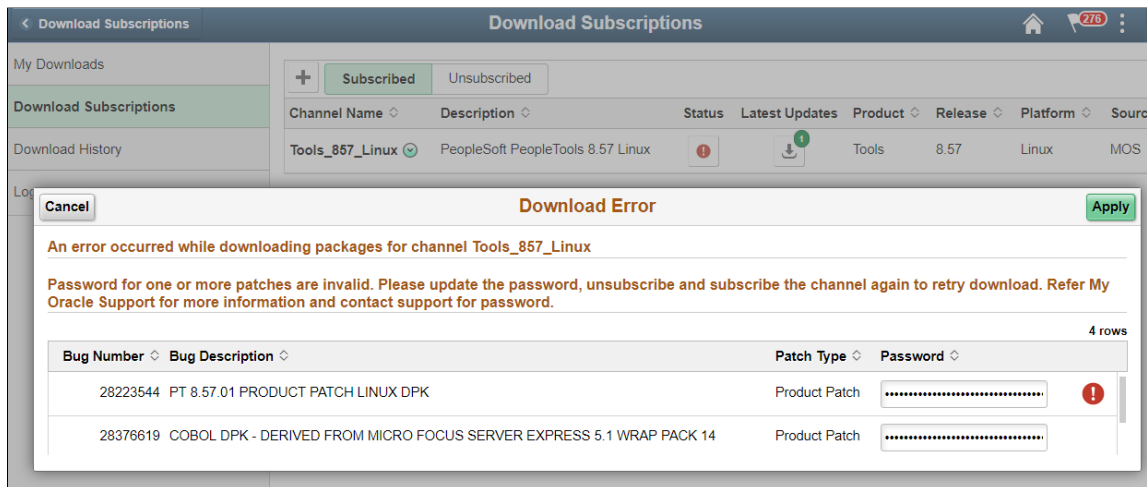 Download Subscriptions
Download Subscriptions
276
My Downloads
Download Subscriptions
Download History
Subscribed
Unsubscribed
Channel Name Description Status Latest Updates Product Release Platform
Tools_857_Linux PeopleSoft PeopleTools 8.57 Linux 1 Tools 8.57 Linux MOS
Cancel
Download Error
Apply
An error occurred while downloading packages for channel Tools_857_Linux
Password for one or more patches are invalid. Please update the password, unsubscribe and subscribe the channel again to retry download. Refer My
Oracle Support for more information and contact support for password.
4 rows
Bug Number Bug Description Patch Type Password
28223544 PT 8.57.01 PRODUCT PATCH LINUX DPK Product Patch
28376619 COBOL DPK - DERIVED FROM MICRO FOCUS SERVER EXPRESS 5.1 WRAP PACK 14 Product Patch